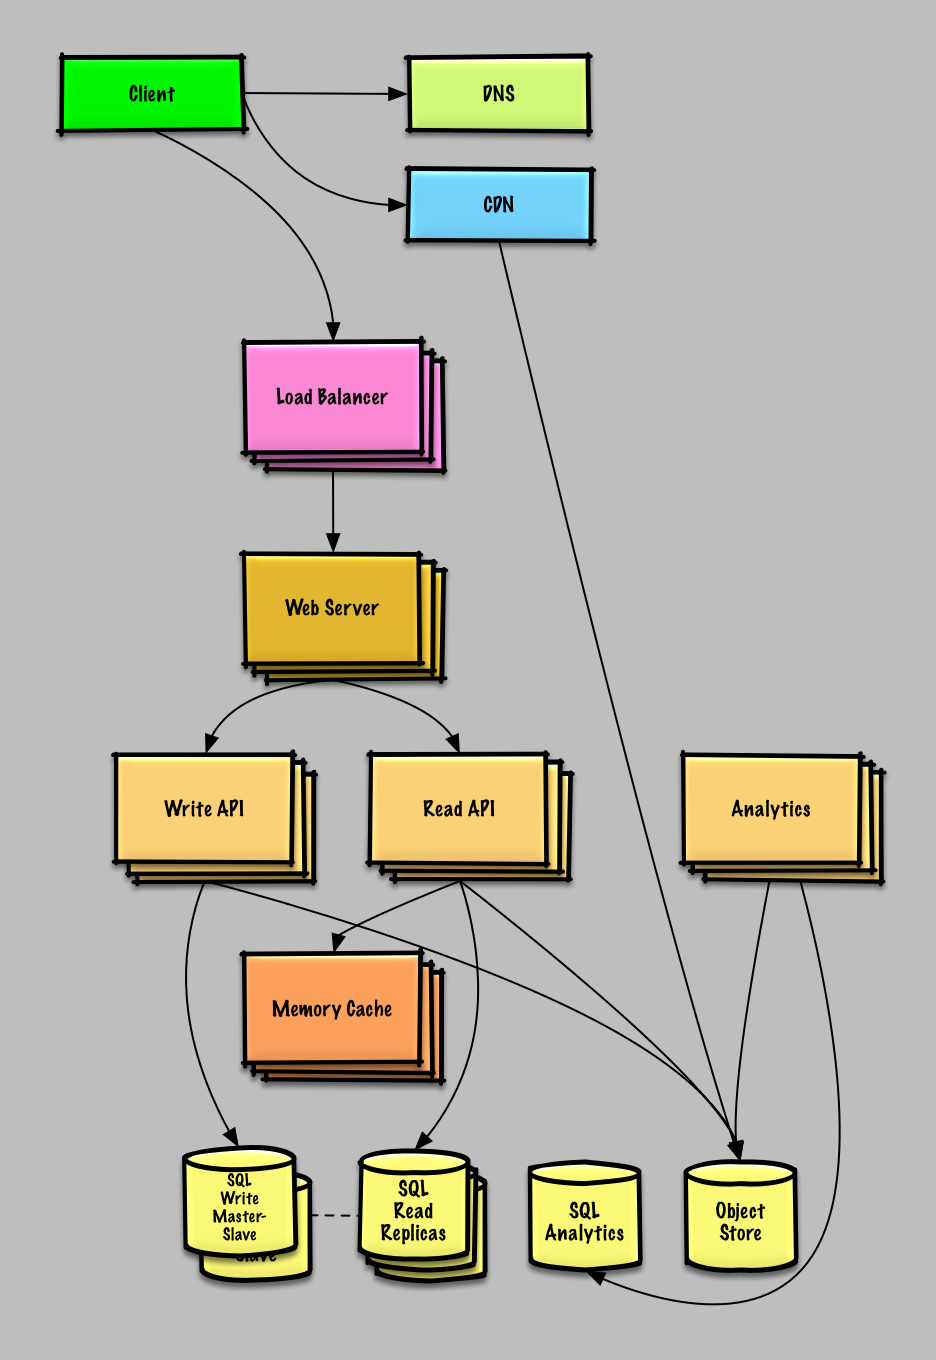 Client
DNS
CDN
Load Balancer
Web Server
Write API
Read API
Analytics
Memory Cache
SQL
Write
Master-
Slave
Slave
SQL
Read
Replicas
SQL
Analytics
Object
Store